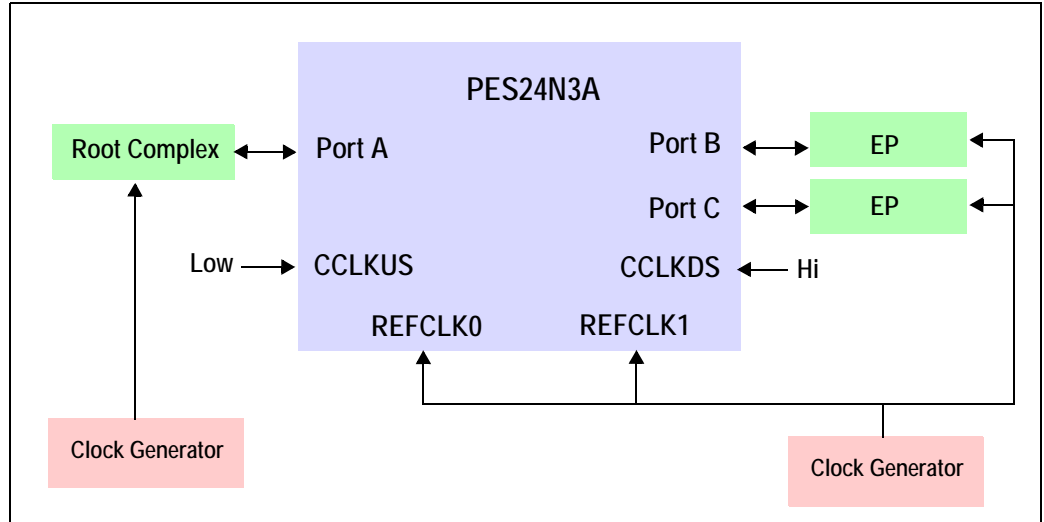 PES24N3A
Root Complex
Port A
Port B
EP
Port C
EP
Low
CCLKUS
CCLKDS
Hi
REFCLK0
REFCLK1
Clock Generator
Clock Generator